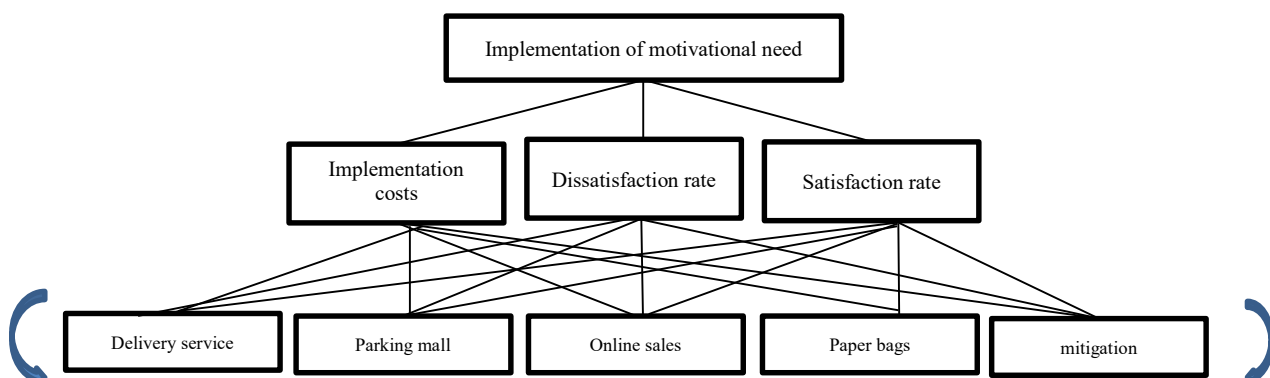 Implementation of motivational need
Implementation
costs
Dissatisfaction rate
Satisfaction rate
Delivery service
Parking mall
Online sales
Paper bags
mitigation